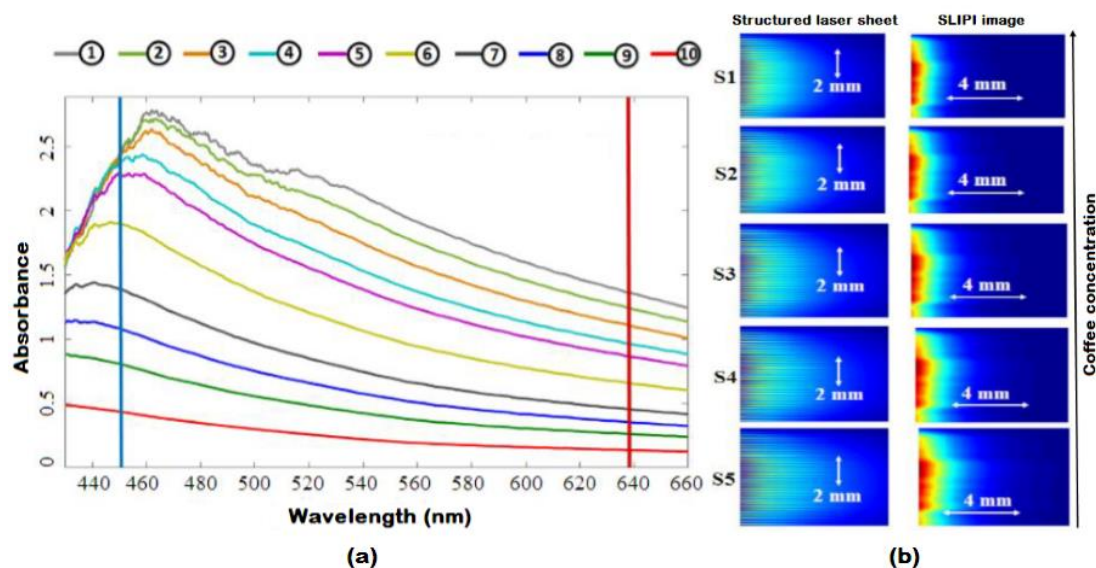 ① ② ③ ④ ⑤ ⑥ ⑦ ⑧ ⑨ ⑩
Absorbance
2.5
2
1.5
1
0.5
0
440 460 480 500 520 540 560 580 600 620 640 660
Wavelength (nm)
(a)
(b)
Structured laser sheet SLIPI image
S1 2 mm 4 mm
S2 2 mm 4 mm
S3 2 mm 4 mm
S4 2 mm 4 mm
S5 2 mm 4 mm
Coffee concentration
(b)